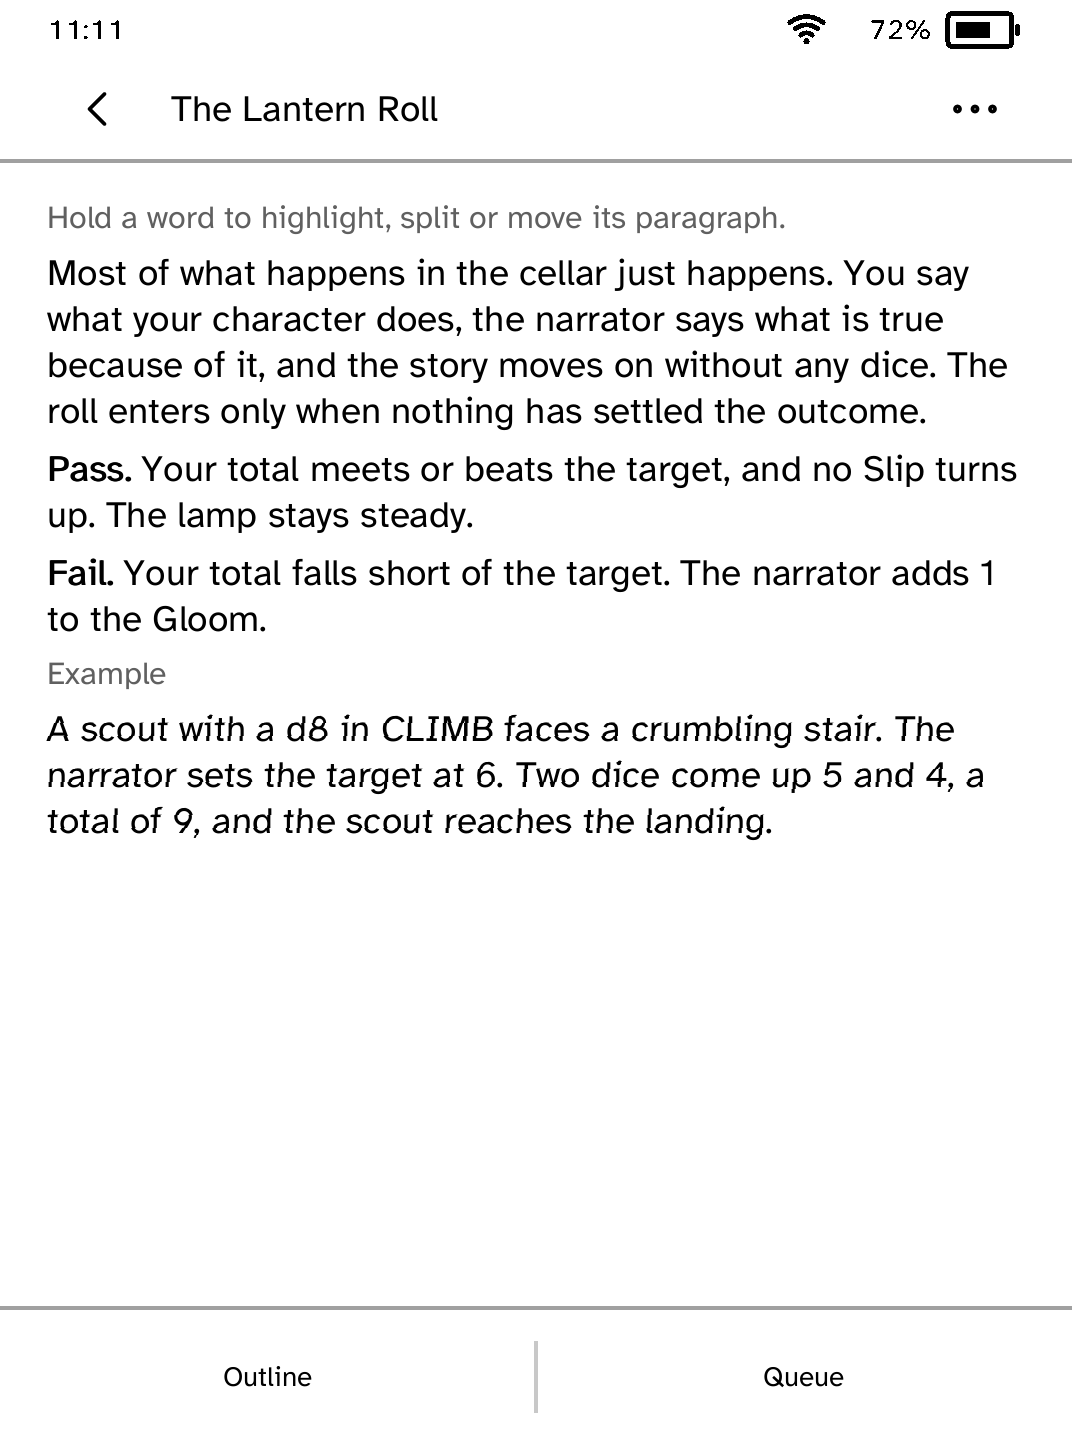 11:11
72%
The Lantern Roll
Hold a word to highlight, split or move its paragraph.
Most of what happens in the cellar just happens. You say
what your character does, the narrator says what is true
because of it, and the story moves on without any dice. The
roll enters only when nothing has settled the outcome.
Pass. Your total meets or beats the target, and no Slip turns
up. The lamp stays steady.
Fail. Your total falls short of the target. The narrator adds 1
to the Gloom.
Example
A scout with a d8 in CLIMB faces a crumbling stair. The
narrator sets the target at 6. Two dice come up 5 and 4, a
total of 9, and the scout reaches the landing.
Outline
Queue